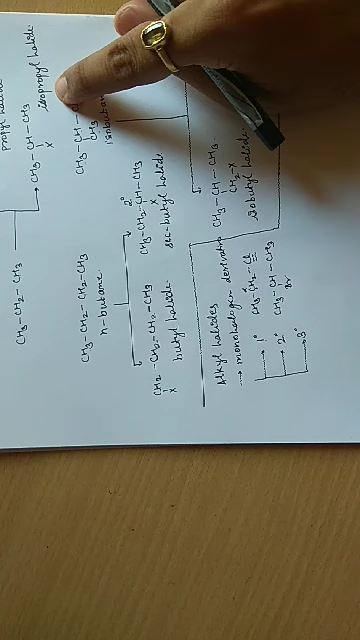 propyl halide
CH3-CH2-CH3
CH3-CH-CH3
X
isopropyl halide
CH3-CH2-CH2-CH3
n-butane
CH3-CH-
CH3
isobutan
CH2-CH2-CH2-CH3
X
butyl halide
2°
CH3-CH2-CH-CH3
X
sec-butyl halide
CH3-CH-CH3
CH2-X
isobutyl halide
Alkyl halides
→ monohalogen derivative
1° CH3-CH2-Cl
2° CH3-CH-CH3
Br
3°